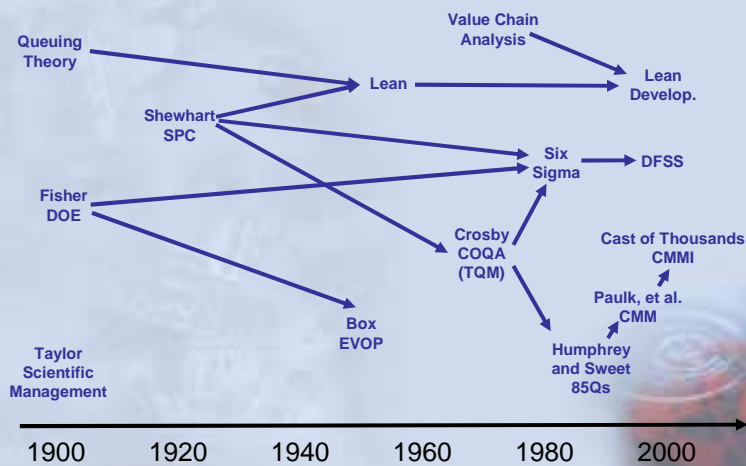 Value Chain
Analysis
Queuing
Theory
Lean
Lean
Develop.
Shewhart
SPC
Six
Sigma
DFSS
Fisher
DOE
Crosby
COQA
(TQM)
Cast of Thousands
CMMI
Paulk, et al.
CMM
Box
EVOP
Humphrey
and Sweet
85Qs
Taylor
Scientific
Management
1900 1920 1940 1960 1980 2000